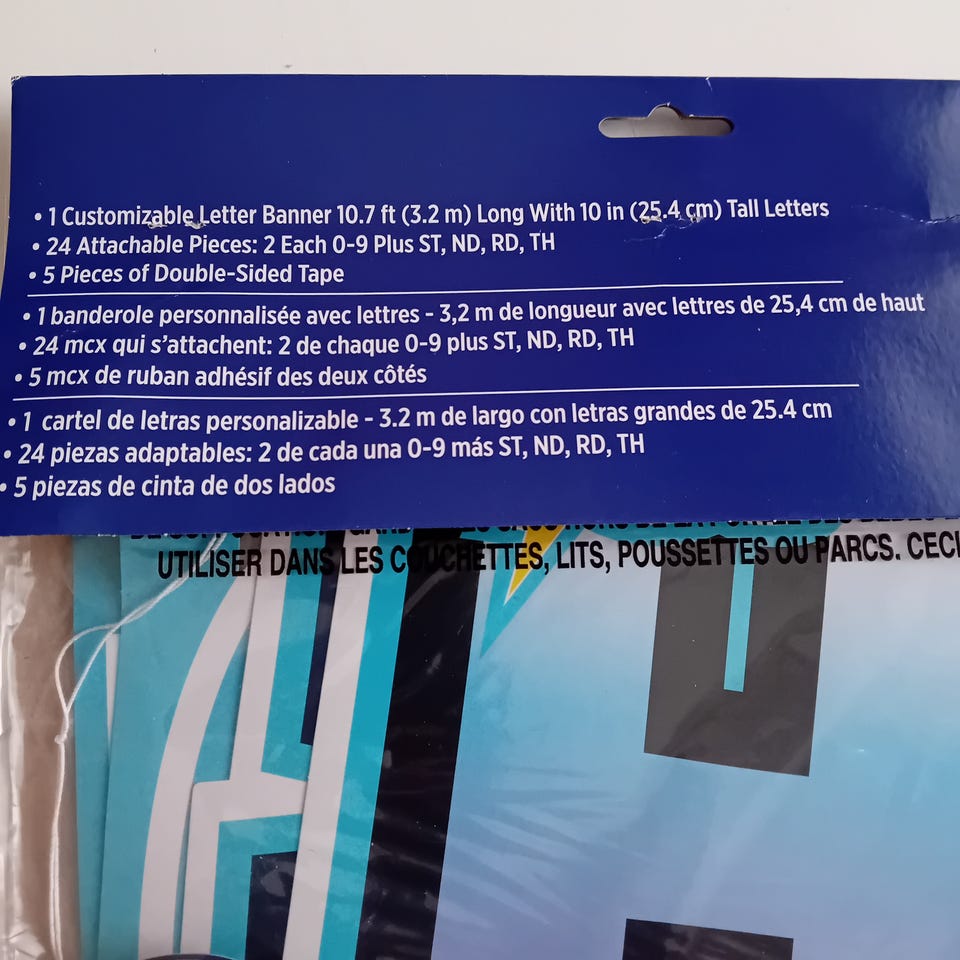 • 1 Customizable Letter Banner 10.7 ft (3.2 m) Long With 10 in (25.4 cm) Tall Letters
• 24 Attachable Pieces: 2 Each 0-9 Plus ST, ND, RD, TH
• 5 Pieces of Double-Sided Tape
• 1 banderole personnalisée avec lettres - 3,2 m de longueur avec lettres de 25,4 cm de haut
• 24 mcx qui s'attachent: 2 de chaque 0-9 plus ST, ND, RD, TH
• 5 mcx de ruban adhésif des deux côtés
• 1 cartel de letras personalizable - 3.2 m de largo con letras grandes de 25.4 cm
• 24 piezas adaptables: 2 de cada una 0-9 más ST, ND, RD, TH
• 5 piezas de cinta de dos lados
UTILISER DANS LES COUCHETTES, LITS, POUSSETTES OU PARCS. CECI